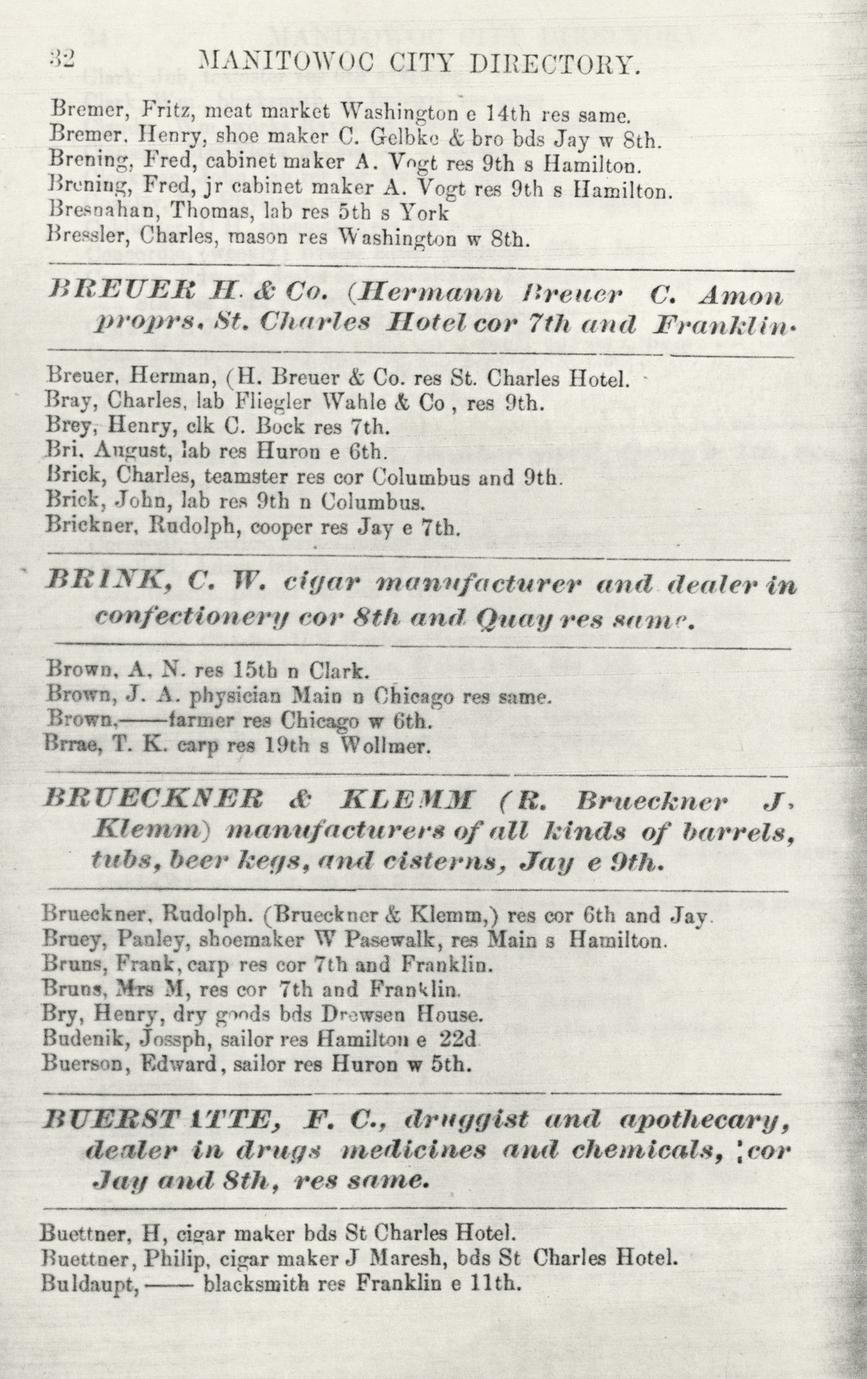 32 MANITOWOC CITY DIRECTORY.
Bremer, Fritz, meat market Washington e 14th res same.
Bremer, Henry, shoe maker C. Gelbke & bro bds Jay w 8th.
Brening, Fred, cabinet maker A. Vogt res 9th s Hamilton.
Brening, Fred, jr cabinet maker A. Vogt res 9th s Hamilton.
Bresnahan, Thomas, lab res 5th s York
Bressler, Charles, mason res Washington w 8th.
BREUER H. & Co. (Hermann Breuer C. Amon
proprs. St. Charles Hotel cor 7th and Franklin.
Breuer, Herman, (H. Breuer & Co. res St. Charles Hotel.
Bray, Charles, lab Fliegler Wahle & Co , res 9th.
Brey, Henry, clk C. Bock res 7th.
Bri, August, lab res Huron e 6th.
Brick, Charles, teamster res cor Columbus and 9th.
Brick, John, lab res 9th n Columbus.
Brickner, Rudolph, cooper res Jay e 7th.
BRINK, C. W. cigar manufacturer and dealer in
confectionery cor 8th and Quay res same.
Brown, A. N. res 15th n Clark.
Brown, J. A. physician Main n Chicago res same.
Brown,——farmer res Chicago w 6th.
Brrae, T. K. carp res 19th s Wollmer.
BRUECKNER & KLEMM (R. Brueckner J.
Klemm) manufacturers of all kinds of barrels,
tubs, beer kegs, and cisterns, Jay e 9th.
Brueckner, Rudolph. (Brueckner & Klemm,) res cor 6th and Jay.
Bruey, Panley, shoemaker W Pasewalk, res Main s Hamilton.
Bruns, Frank, carp res cor 7th and Franklin.
Bruns, Mrs M, res cor 7th and Franklin.
Bry, Henry, dry goods bds Drewsen House.
Budenik, Jossph, sailor res Hamilton e 22d
Buerson, Edward, sailor res Huron w 5th.
BUERST ITTE, F. C., druggist and apothecary,
dealer in drugs medicines and chemicals, cor
Jay and 8th, res same.
Buettner, H, cigar maker bds St Charles Hotel.
Buettner, Philip, cigar maker J Maresh, bds St Charles Hotel.
Buldaupt, —— blacksmith res Franklin e 11th.